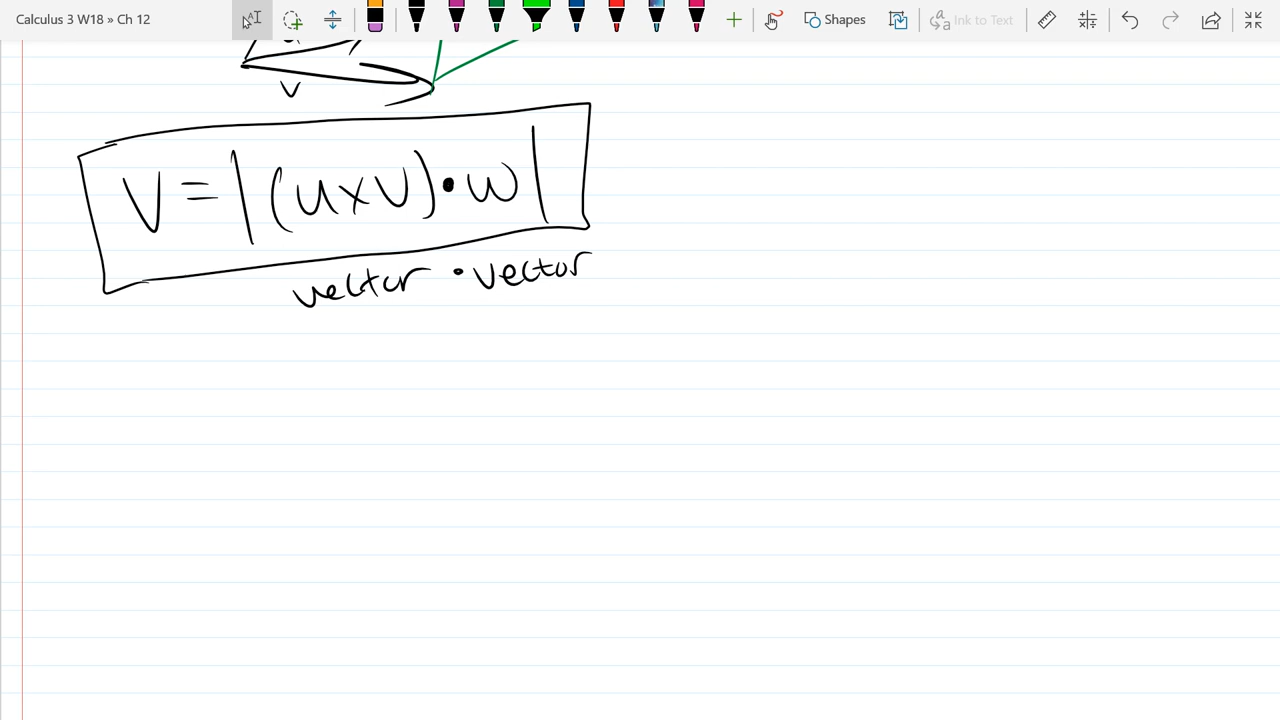 Calculus 3 W18 » Ch 12
Shapes
Ink to Text
v
V = |(u×v)•w|
vector • vector